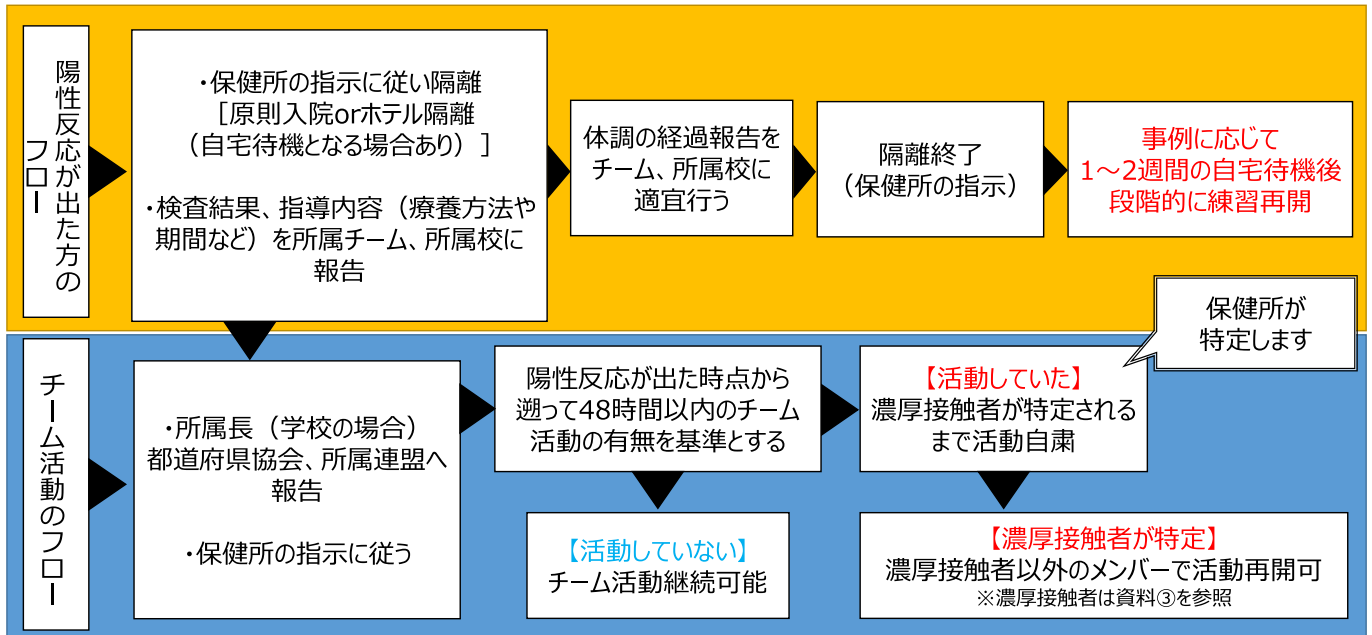 陽性反応が出た方の
フロー
・保健所の指示に従い隔離
［原則入院orホテル隔離
（自宅待機となる場合あり）］
・検査結果、指導内容（療養方法や
期間など）を所属チーム、所属校に
報告
体調の経過報告を
チーム、所属校に
適宜行う
隔離終了
（保健所の指示）
事例に応じて
1～2週間の自宅待機後
段階的に練習再開
保健所が
特定します
チーム活動のフロー
・所属長（学校の場合）
都道府県協会、所属連盟へ
報告
・保健所の指示に従う
陽性反応が出た時点から
遡って48時間以内のチーム
活動の有無を基準とする
【活動していた】
濃厚接触者が特定される
まで活動自粛
【活動していない】
チーム活動継続可能
【濃厚接触者が特定】
濃厚接触者以外のメンバーで活動再開可
※濃厚接触者は資料③を参照